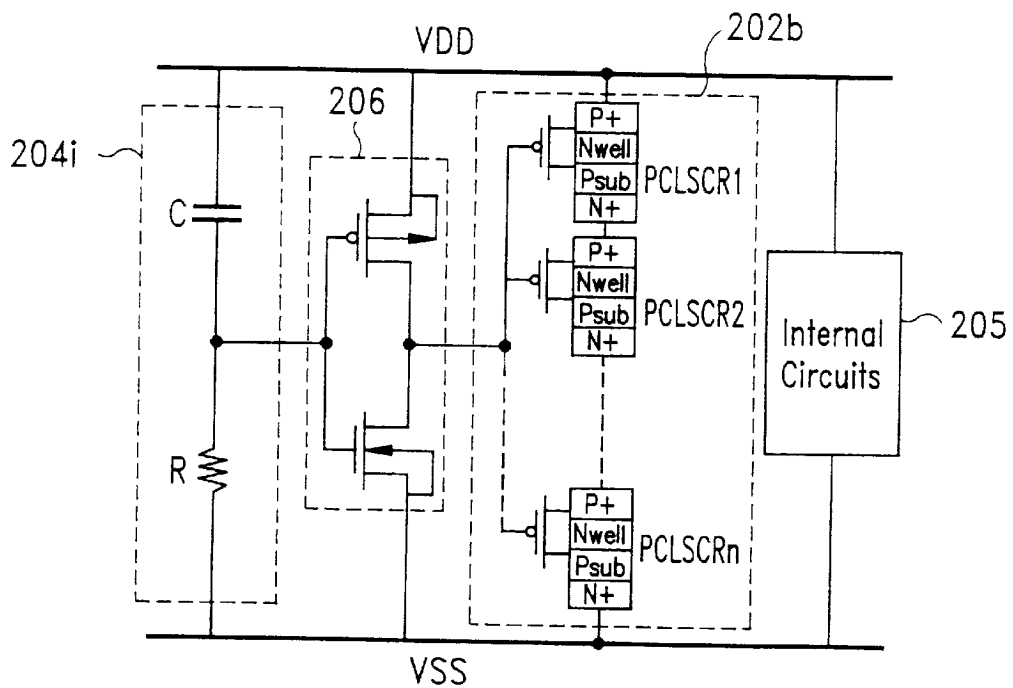 VDD
202b
204i
206
C
R
P+
Nwell
Psub
N+
PCLSCR1
P+
Nwell
Psub
N+
PCLSCR2
P+
Nwell
Psub
N+
PCLSCRn
Internal
Circuits
205
VSS